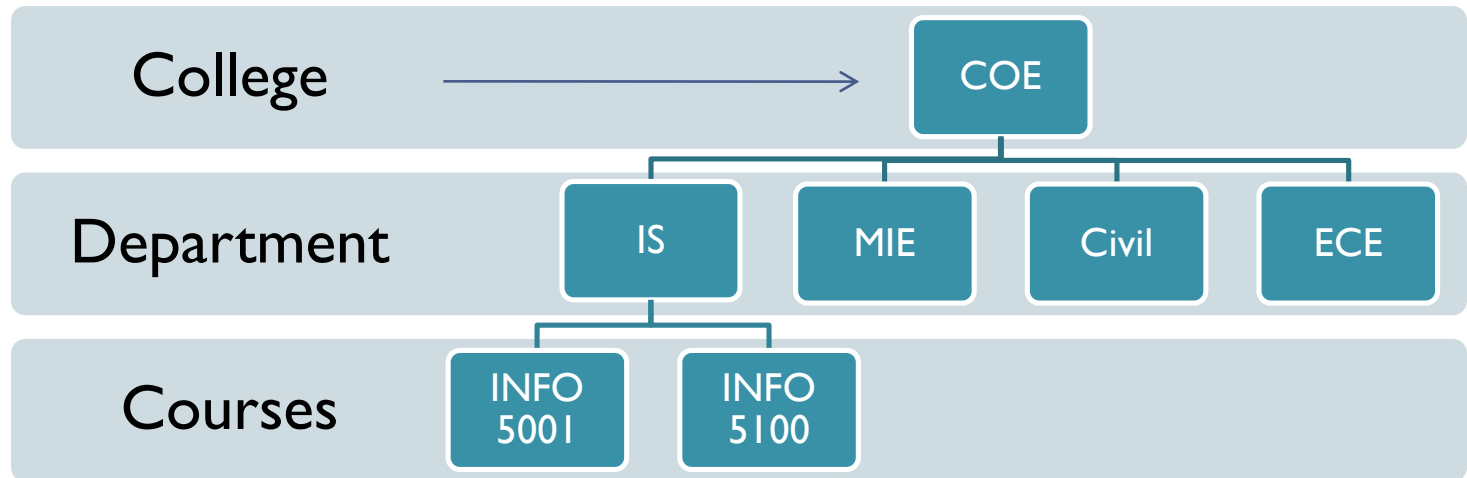 College
COE
Department
IS
MIE
Civil
ECE
Courses
INFO
5001
INFO
5100